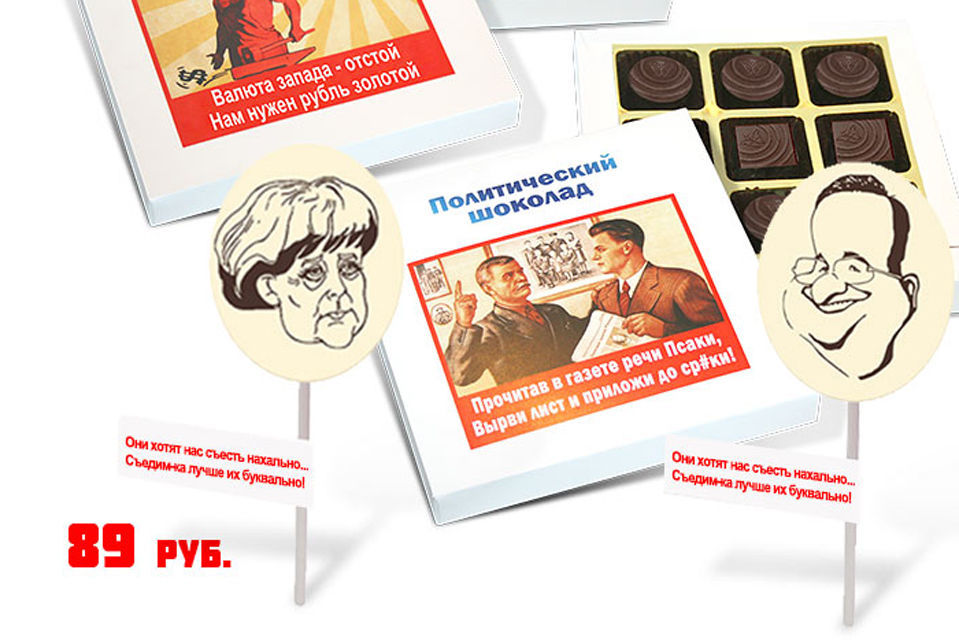 Валюта запада - отстой
Нам нужен рубль золотой
Политический
шоколад
Прочитав в газете речи Псаки,
Вырви лист и приложи до ср#ки!
Они хотят нас съесть нахально...
Съедим-ка лучше их буквально!
Они хотят нас съесть нахально...
Съедим-ка лучше их буквально!
89 РУБ.